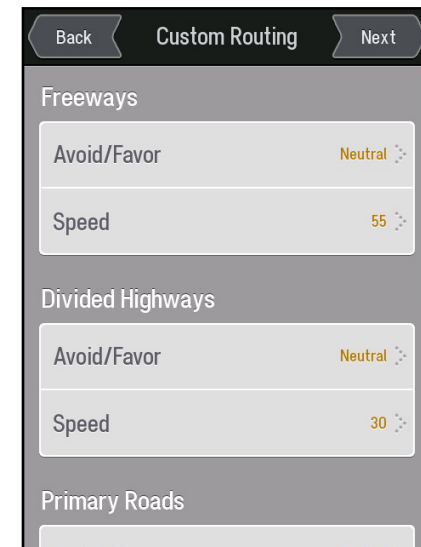 Back Custom Routing Next
Freeways
Avoid/Favor Neutral
Speed 55
Divided Highways
Avoid/Favor Neutral
Speed 30
Primary Roads